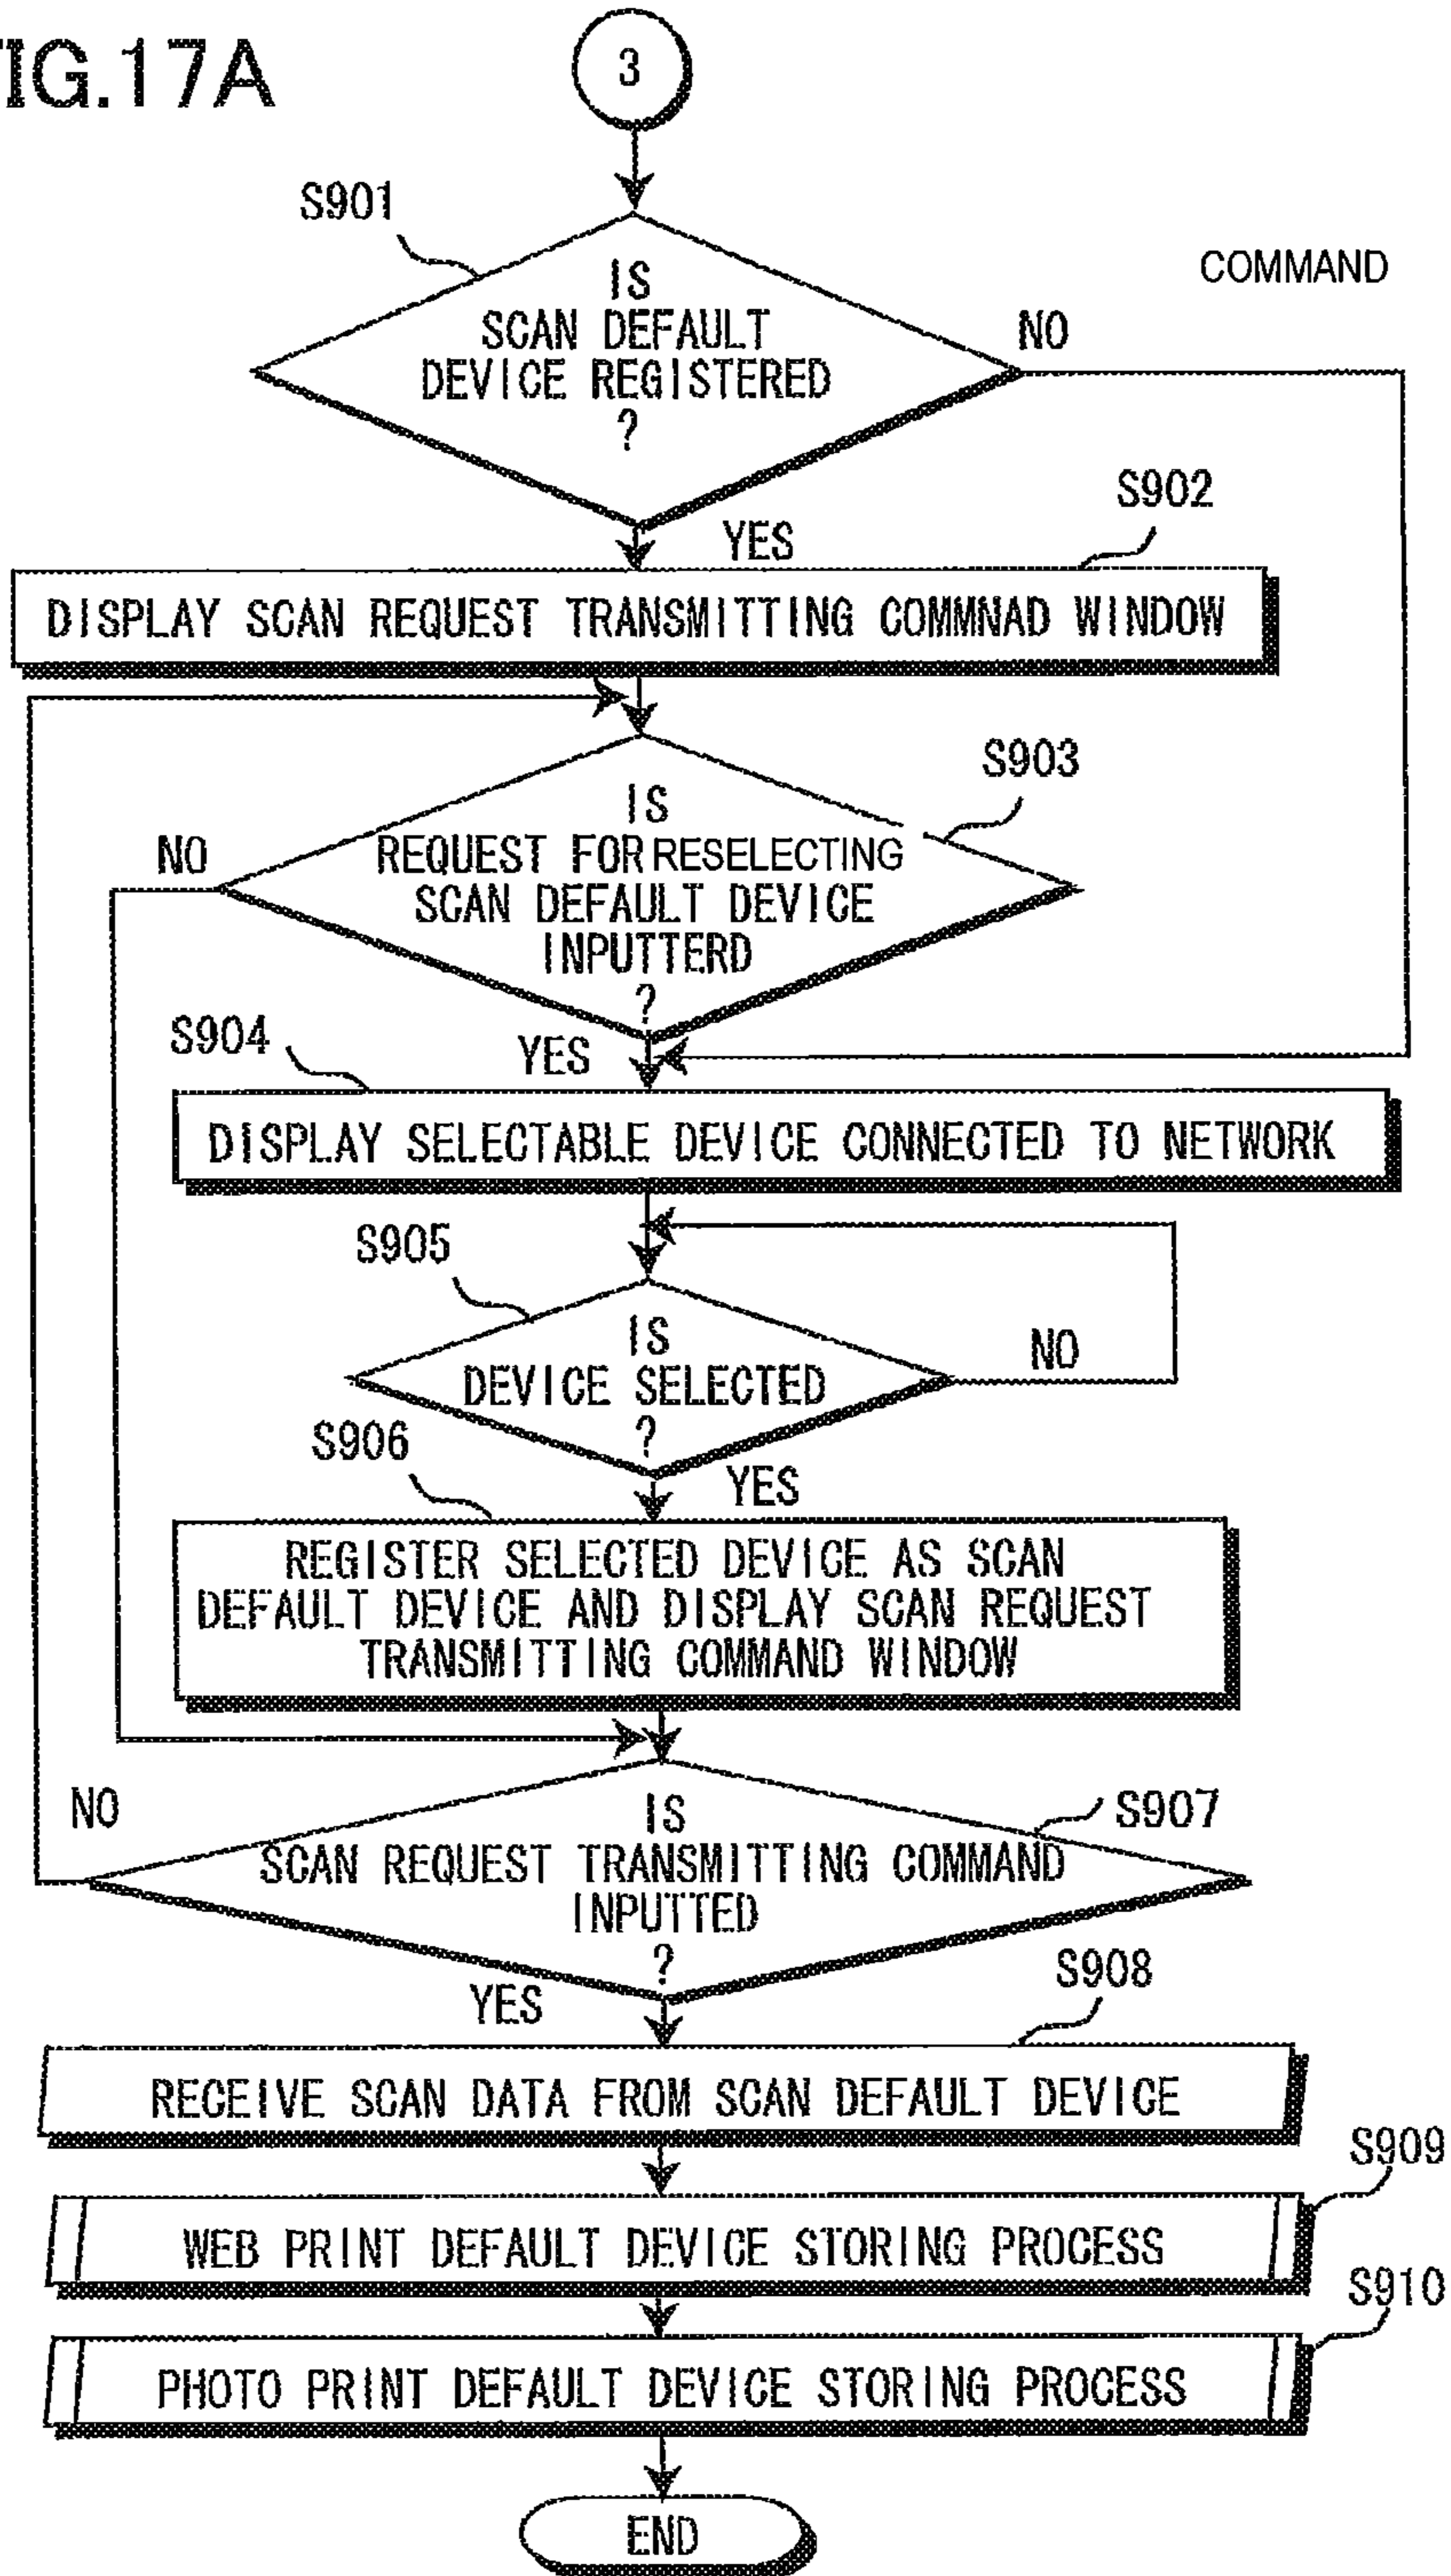 FIG.17A
3
S901
IS
SCAN DEFAULT
DEVICE REGISTERED
?
NO
COMMAND
YES
S902
DISPLAY SCAN REQUEST TRANSMITTING COMMNAD WINDOW
S903
IS
REQUEST FOR RESELECTING
SCAN DEFAULT DEVICE
INPUTTERD
?
NO
YES
S904
DISPLAY SELECTABLE DEVICE CONNECTED TO NETWORK
S905
IS
DEVICE SELECTED
?
NO
YES
S906
REGISTER SELECTED DEVICE AS SCAN
DEFAULT DEVICE AND DISPLAY SCAN REQUEST
TRANSMITTING COMMAND WINDOW
NO
S907
IS
SCAN REQUEST TRANSMITTING COMMAND
INPUTTED
?
YES
S908
RECEIVE SCAN DATA FROM SCAN DEFAULT DEVICE
S909
WEB PRINT DEFAULT DEVICE STORING PROCESS
S910
PHOTO PRINT DEFAULT DEVICE STORING PROCESS
END